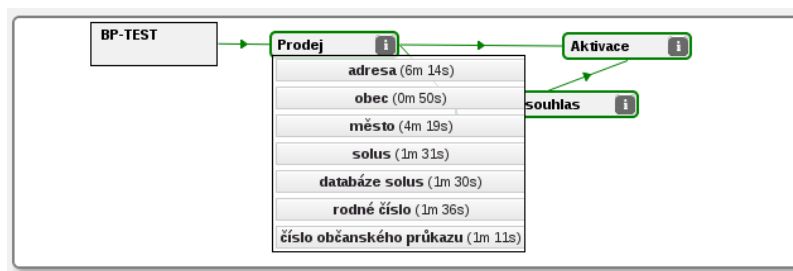 BP-TEST
Prodej i
Aktivace i
adresa (6m 14s)
obec (0m 50s)
souhlas i
město (4m 19s)
solus (1m 31s)
databáze solus (1m 30s)
rodné číslo (1m 36s)
číslo občanského průkazu (1m 11s)